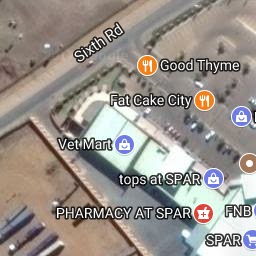 Sixth Rd
Good Thyme
Fat Cake City
Vet Mart
tops at SPAR
PHARMACY AT SPAR
FNB
SPAR